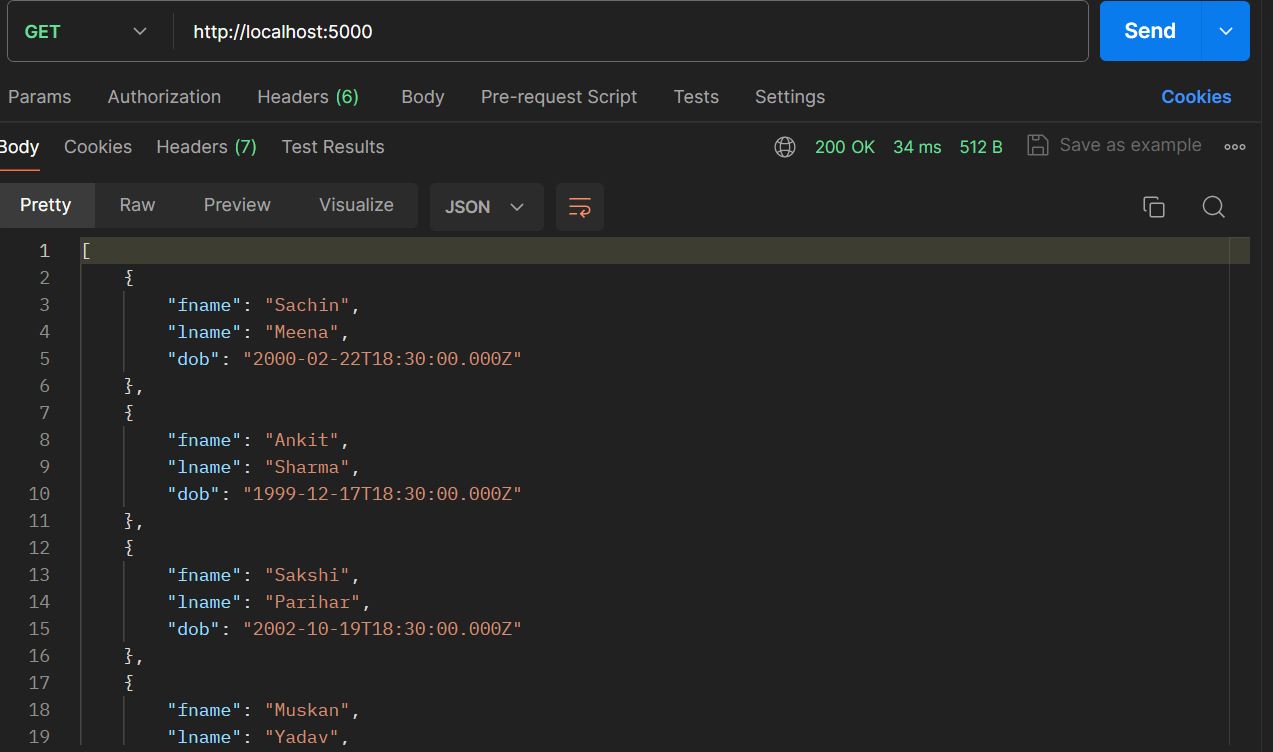 GET http://localhost:5000 Send
Params Authorization Headers (6) Body Pre-request Script Tests Settings Cookies
Body Cookies Headers (7) Test Results 200 OK 34 ms 512 B Save as example
Pretty Raw Preview Visualize JSON
1 [
2 {
3 "fname": "Sachin",
4 "lname": "Meena",
5 "dob": "2000-02-22T18:30:00.000Z"
6 },
7 {
8 "fname": "Ankit",
9 "lname": "Sharma",
10 "dob": "1999-12-17T18:30:00.000Z"
11 },
12 {
13 "fname": "Sakshi",
14 "lname": "Parihar",
15 "dob": "2002-10-19T18:30:00.000Z"
16 },
17 {
18 "fname": "Muskan",
19 "lname": "Yadav",